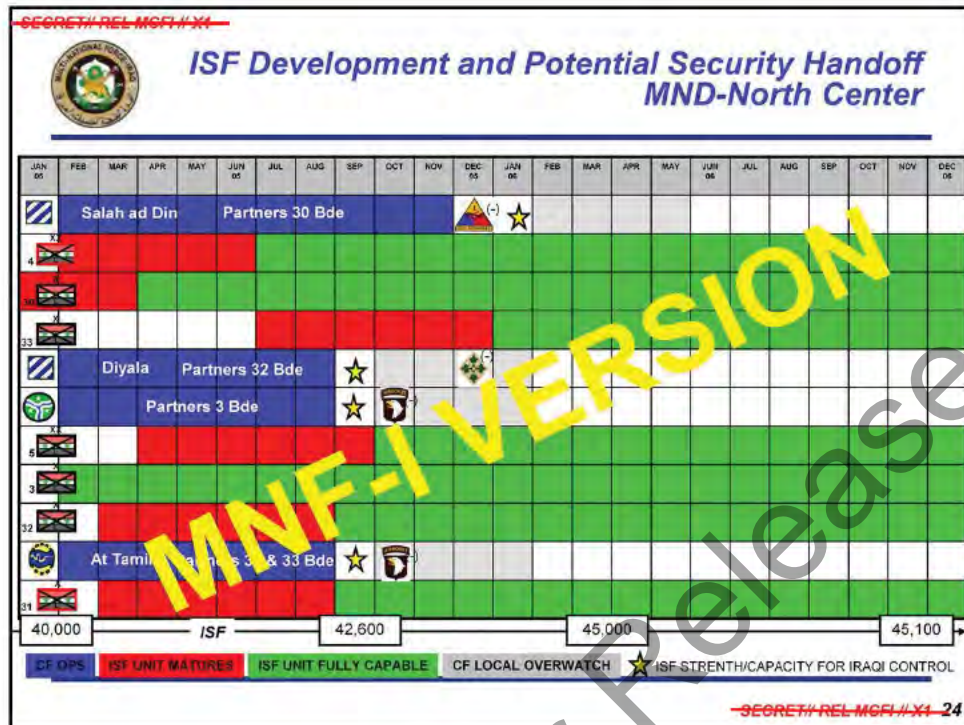 SECRET// REL MCFI // X1
ISF Development and Potential Security Handoff
MND-North Center
JAN 05 FEB MAR APR MAY JUN 05 JUL AUG SEP OCT NOV DEC 05 JAN 06 FEB MAR APR MAY JUN 06 JUL AUG SEP OCT NOV DEC 06
Salah ad Din Partners 30 Bde (-)
4
30
33
Diyala Partners 32 Bde (-)
Partners 3 Bde
5
3
32
At Tamim & 33 Bde
31
MNF-I VERSION
Release
40,000 ISF 42,600 45,000 45,100
CF OPS ISF UNIT MATURES ISF UNIT FULLY CAPABLE CF LOCAL OVERWATCH ISF STRENTH/CAPACITY FOR IRAQI CONTROL
SECRET// REL MCFI // X1 24